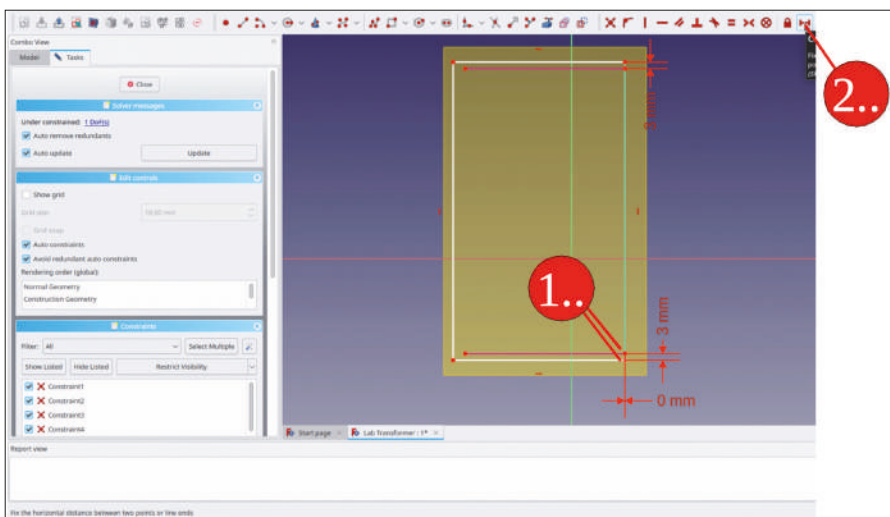 Combo View
Model
Tasks
Close
Solver messages
Under constrained: 1 DoF(s)
Auto remove redundants
Auto update
Update
Edit controls
Show grid
Grid size:
10.00 mm
Grid snap
Auto constraints
Avoid redundant auto constraints
Rendering order (global):
Normal Geometry
Construction Geometry
Constraints
Filter: All
Select Multiple
Show Listed
Hide Listed
Restrict Visibility
Constraint1
Constraint2
Constraint3
Constraint4
3 mm
3 mm
0 mm
1..
2..
Start page
Lab Transformer : 1*
Report view
Fix the horizontal distance between two points or line ends